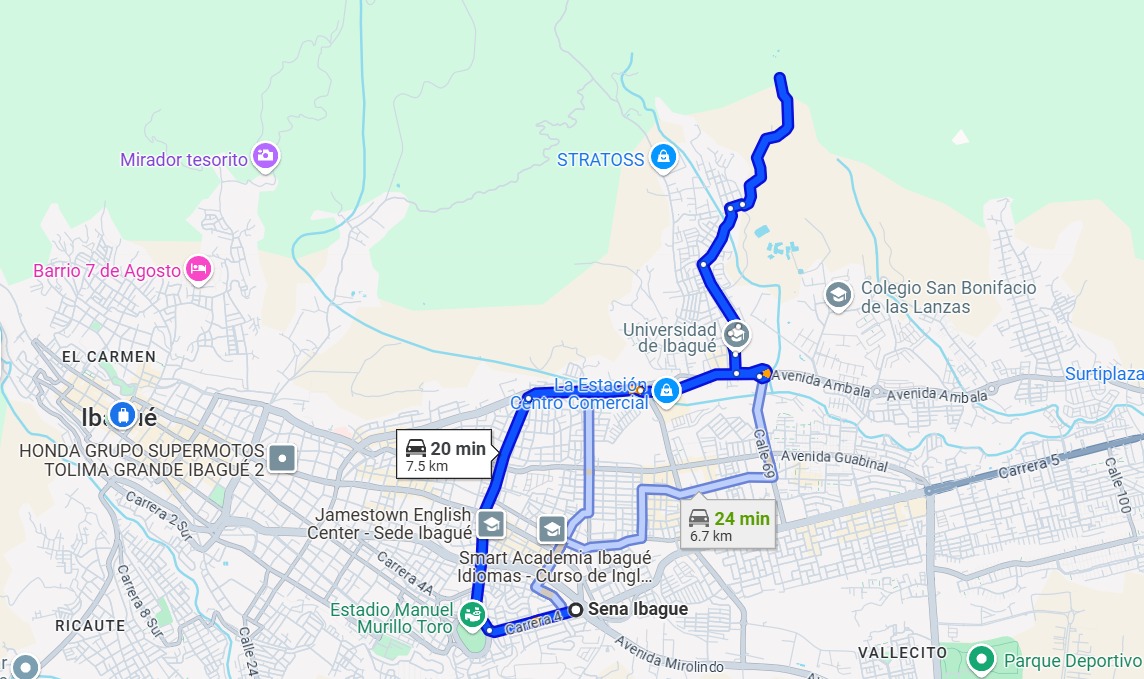 Mirador tesorito
STRATOSS
Barrio 7 de Agosto
Colegio San Bonifacio
de las Lanzas
Universidad
de Ibagué
EL CARMEN
Surtiplaza
La Estación
Centro Comercial
Avenida Ambala
Avenida Ambala
Ibagué
HONDA GRUPO SUPERMOTOS
TOLIMA GRANDE IBAGUÉ 2
20 min
7.5 km
Calle 69
Avenida Guabinal
Carrera 5
Calle 100
Carrera 2 Sur
Jamestown English
Center - Sede Ibagué
24 min
6.7 km
Smart Academia Ibagué
Idiomas - Curso de Ingl...
Carrera 4A
Carrera 8 Sur
Estadio Manuel
Murillo Toro
Sena Ibague
Carrera 4
RICAUTE
Calle 24
Avenida Mirolindo
VALLECITO
Parque Deportivo
r